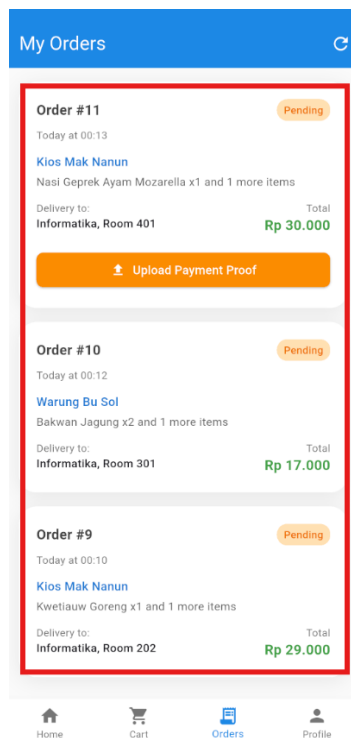 My Orders
Order #11
Pending
Today at 00:13
Kios Mak Nanun
Nasi Geprek Ayam Mozarella x1 and 1 more items
Delivery to:
Total
Informatika, Room 401
Rp 30.000
Upload Payment Proof
Order #10
Pending
Today at 00:12
Warung Bu Sol
Bakwan Jagung x2 and 1 more items
Delivery to:
Total
Informatika, Room 301
Rp 17.000
Order #9
Pending
Today at 00:10
Kios Mak Nanun
Kwetiauw Goreng x1 and 1 more items
Delivery to:
Total
Informatika, Room 202
Rp 29.000
Home
Cart
Orders
Profile